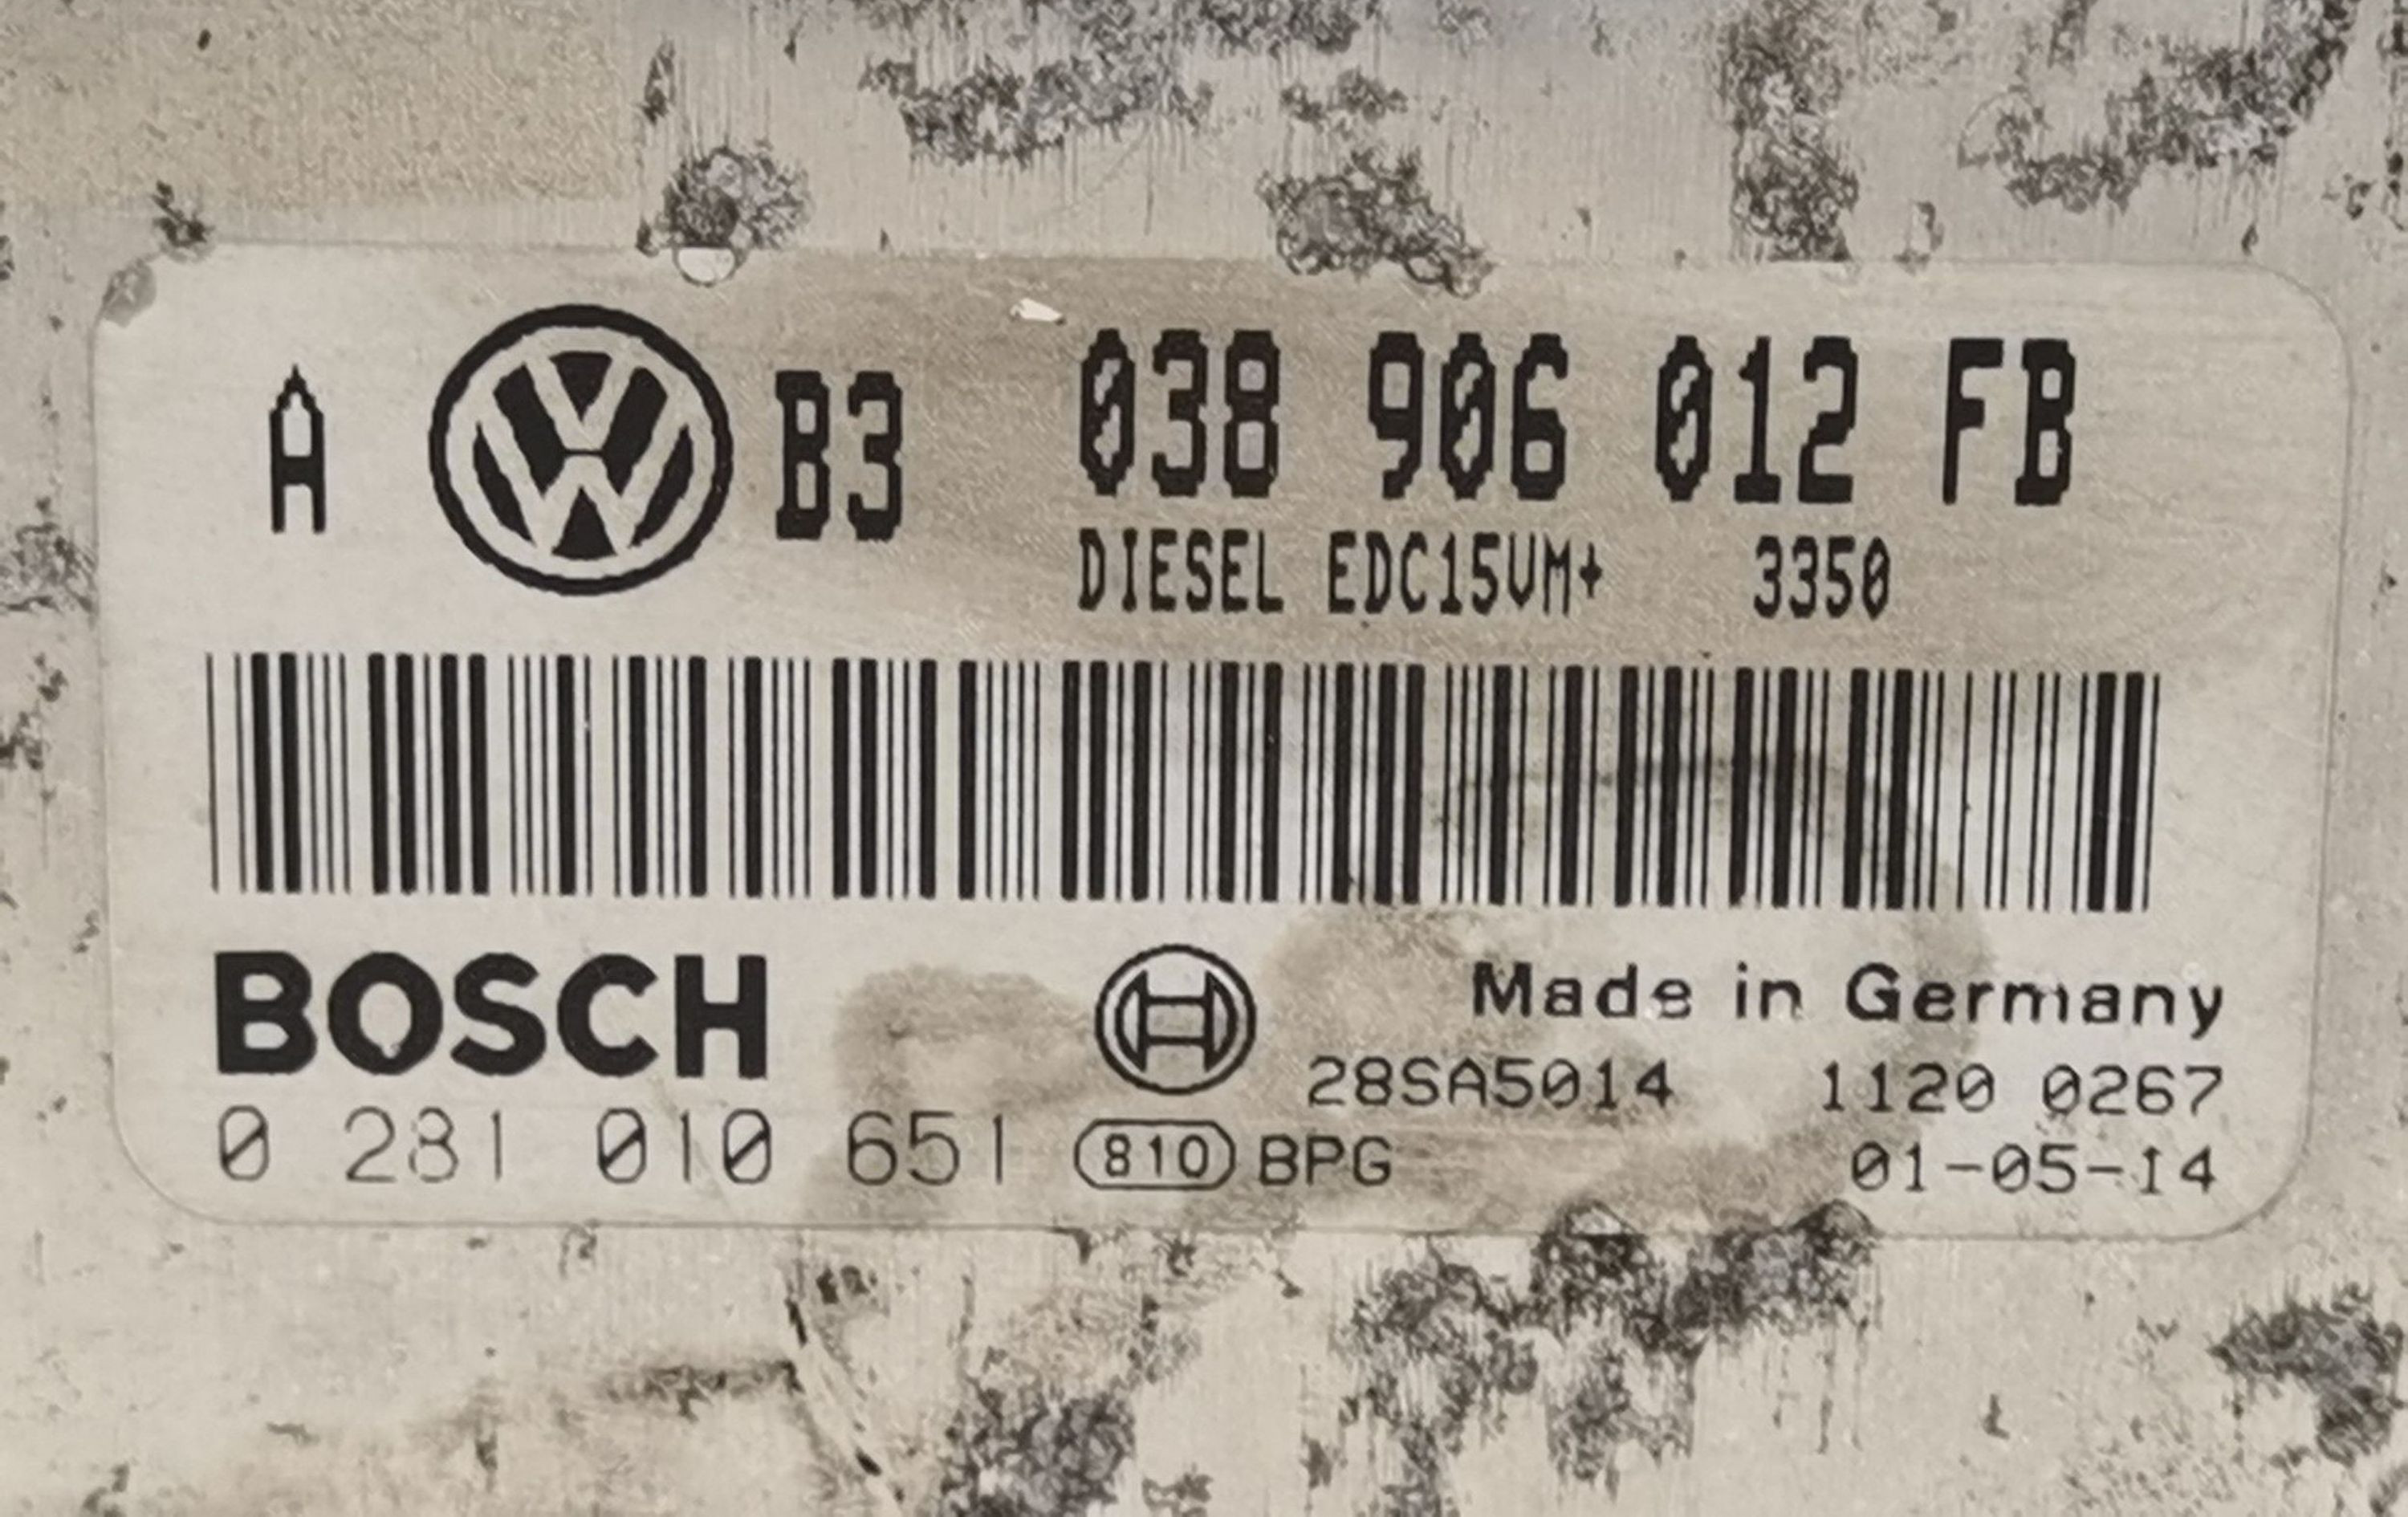 A VW B3 038 906 012 FB
DIESEL EDC15VM+ 3350
BOSCH
Made in Germany
28SA5014 1120 0267
0 281 010 651 810 BPG 01-05-14